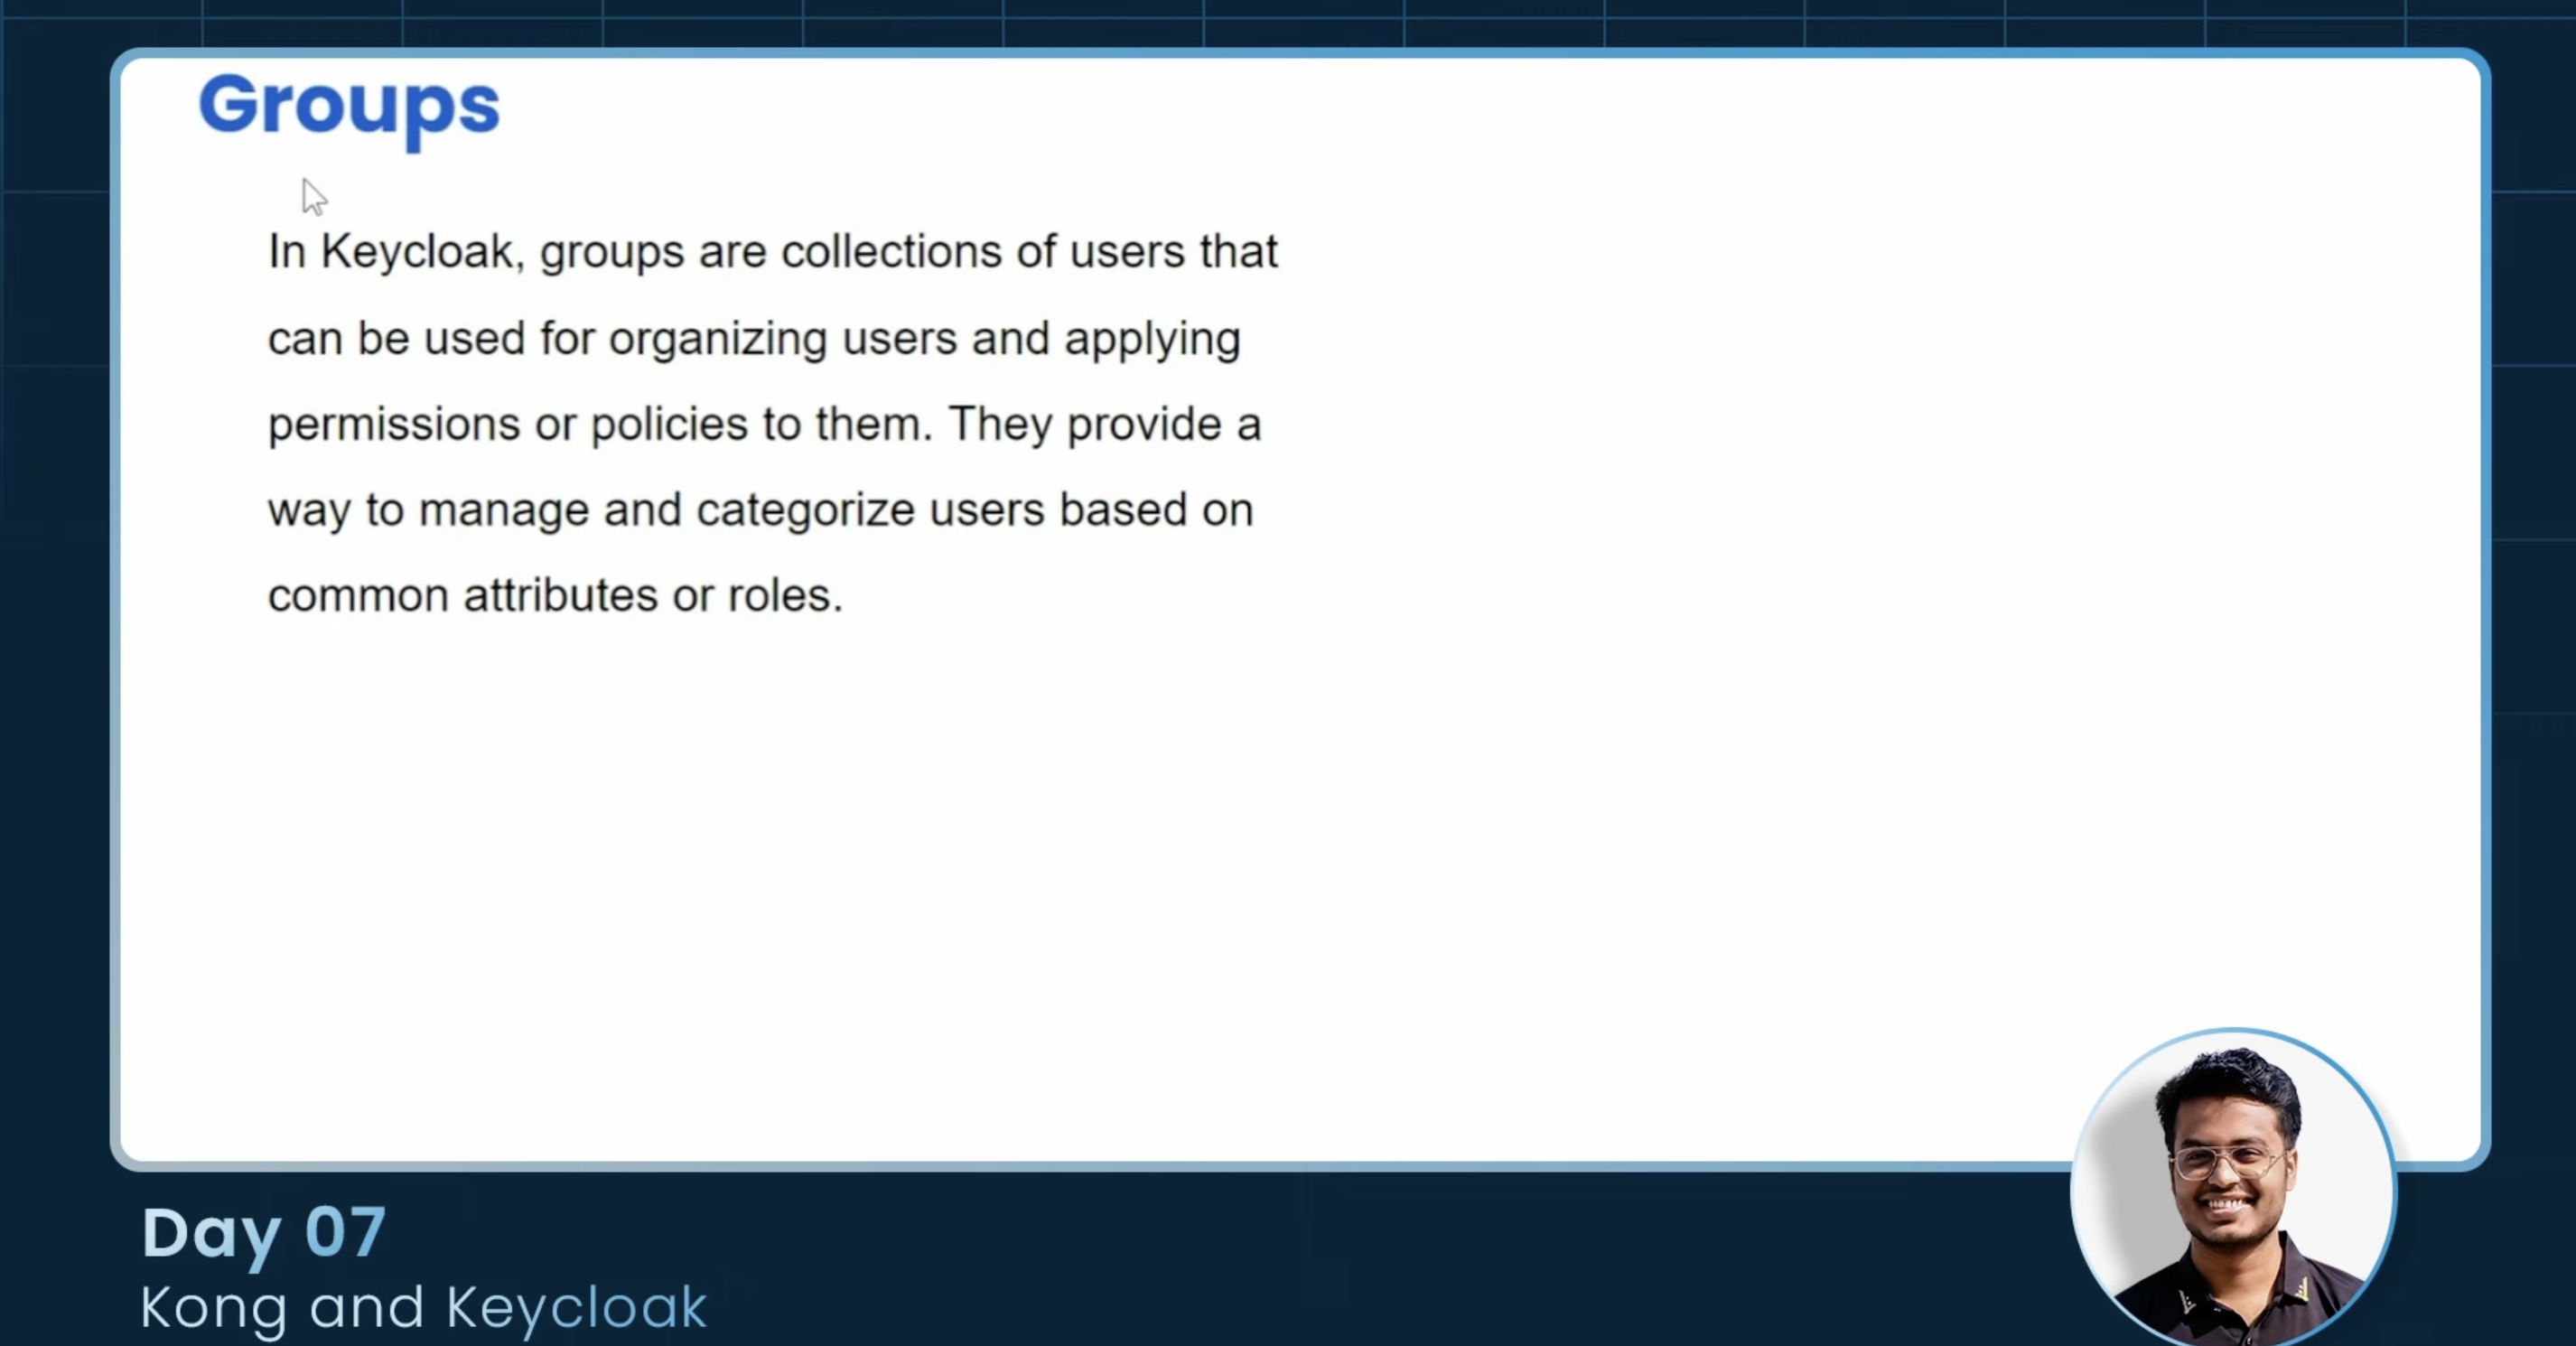 Groups
In Keycloak, groups are collections of users that
can be used for organizing users and applying
permissions or policies to them. They provide a
way to manage and categorize users based on
common attributes or roles.
Day 07
Kong and Keycloak